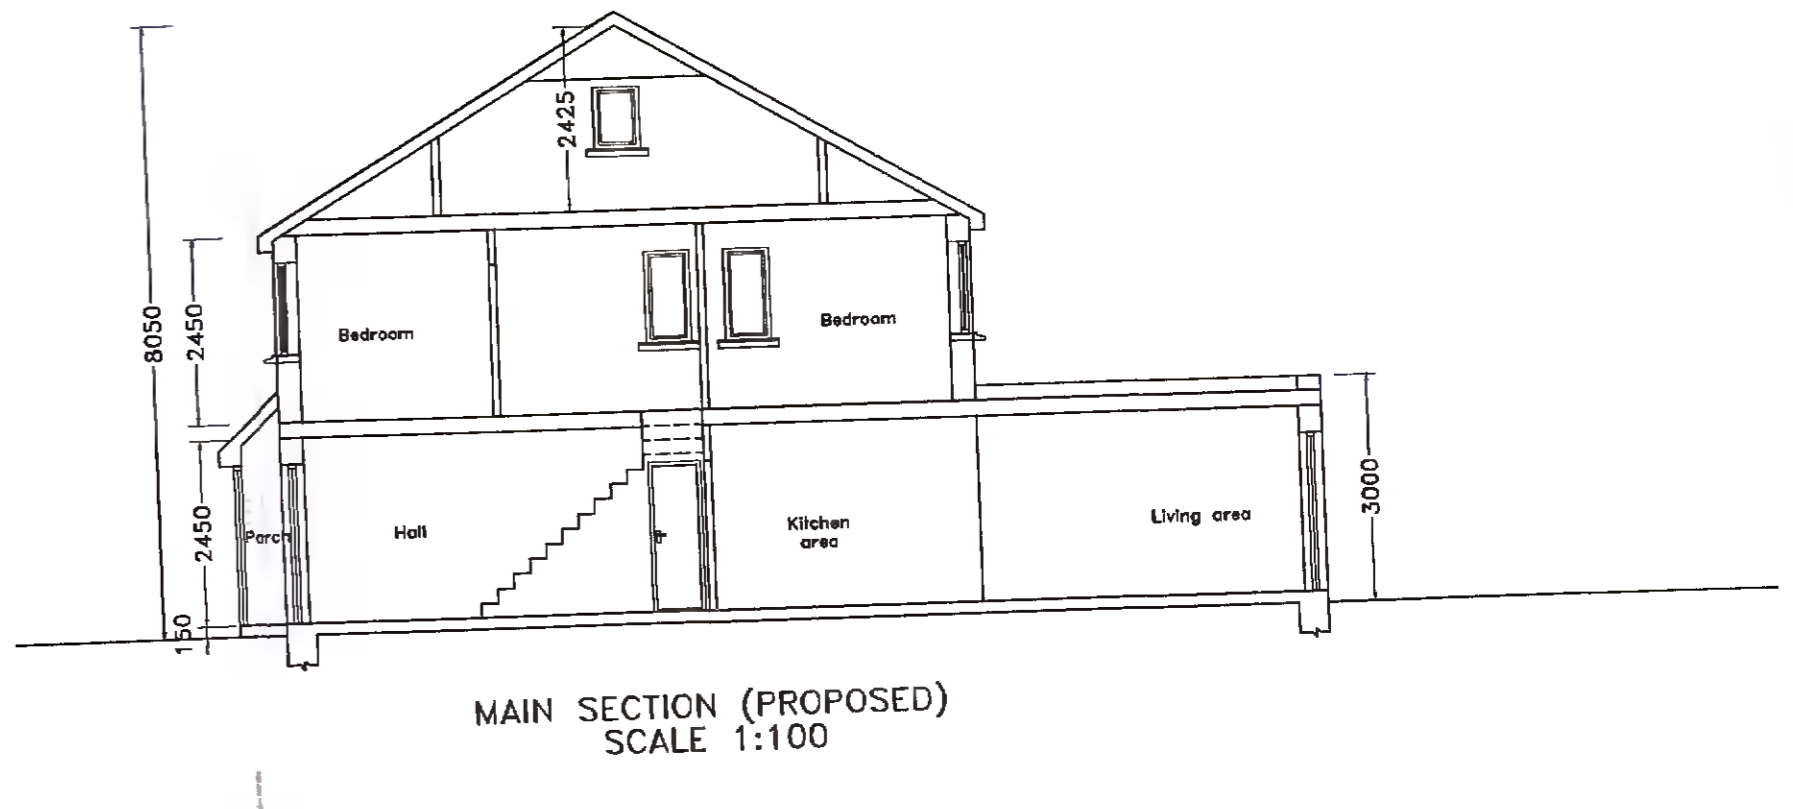 2425
8050
2450
Bedroom
Bedroom
2450
3000
Porch
Hall
Kitchen
area
Living area
150
MAIN SECTION (PROPOSED)
SCALE 1:100